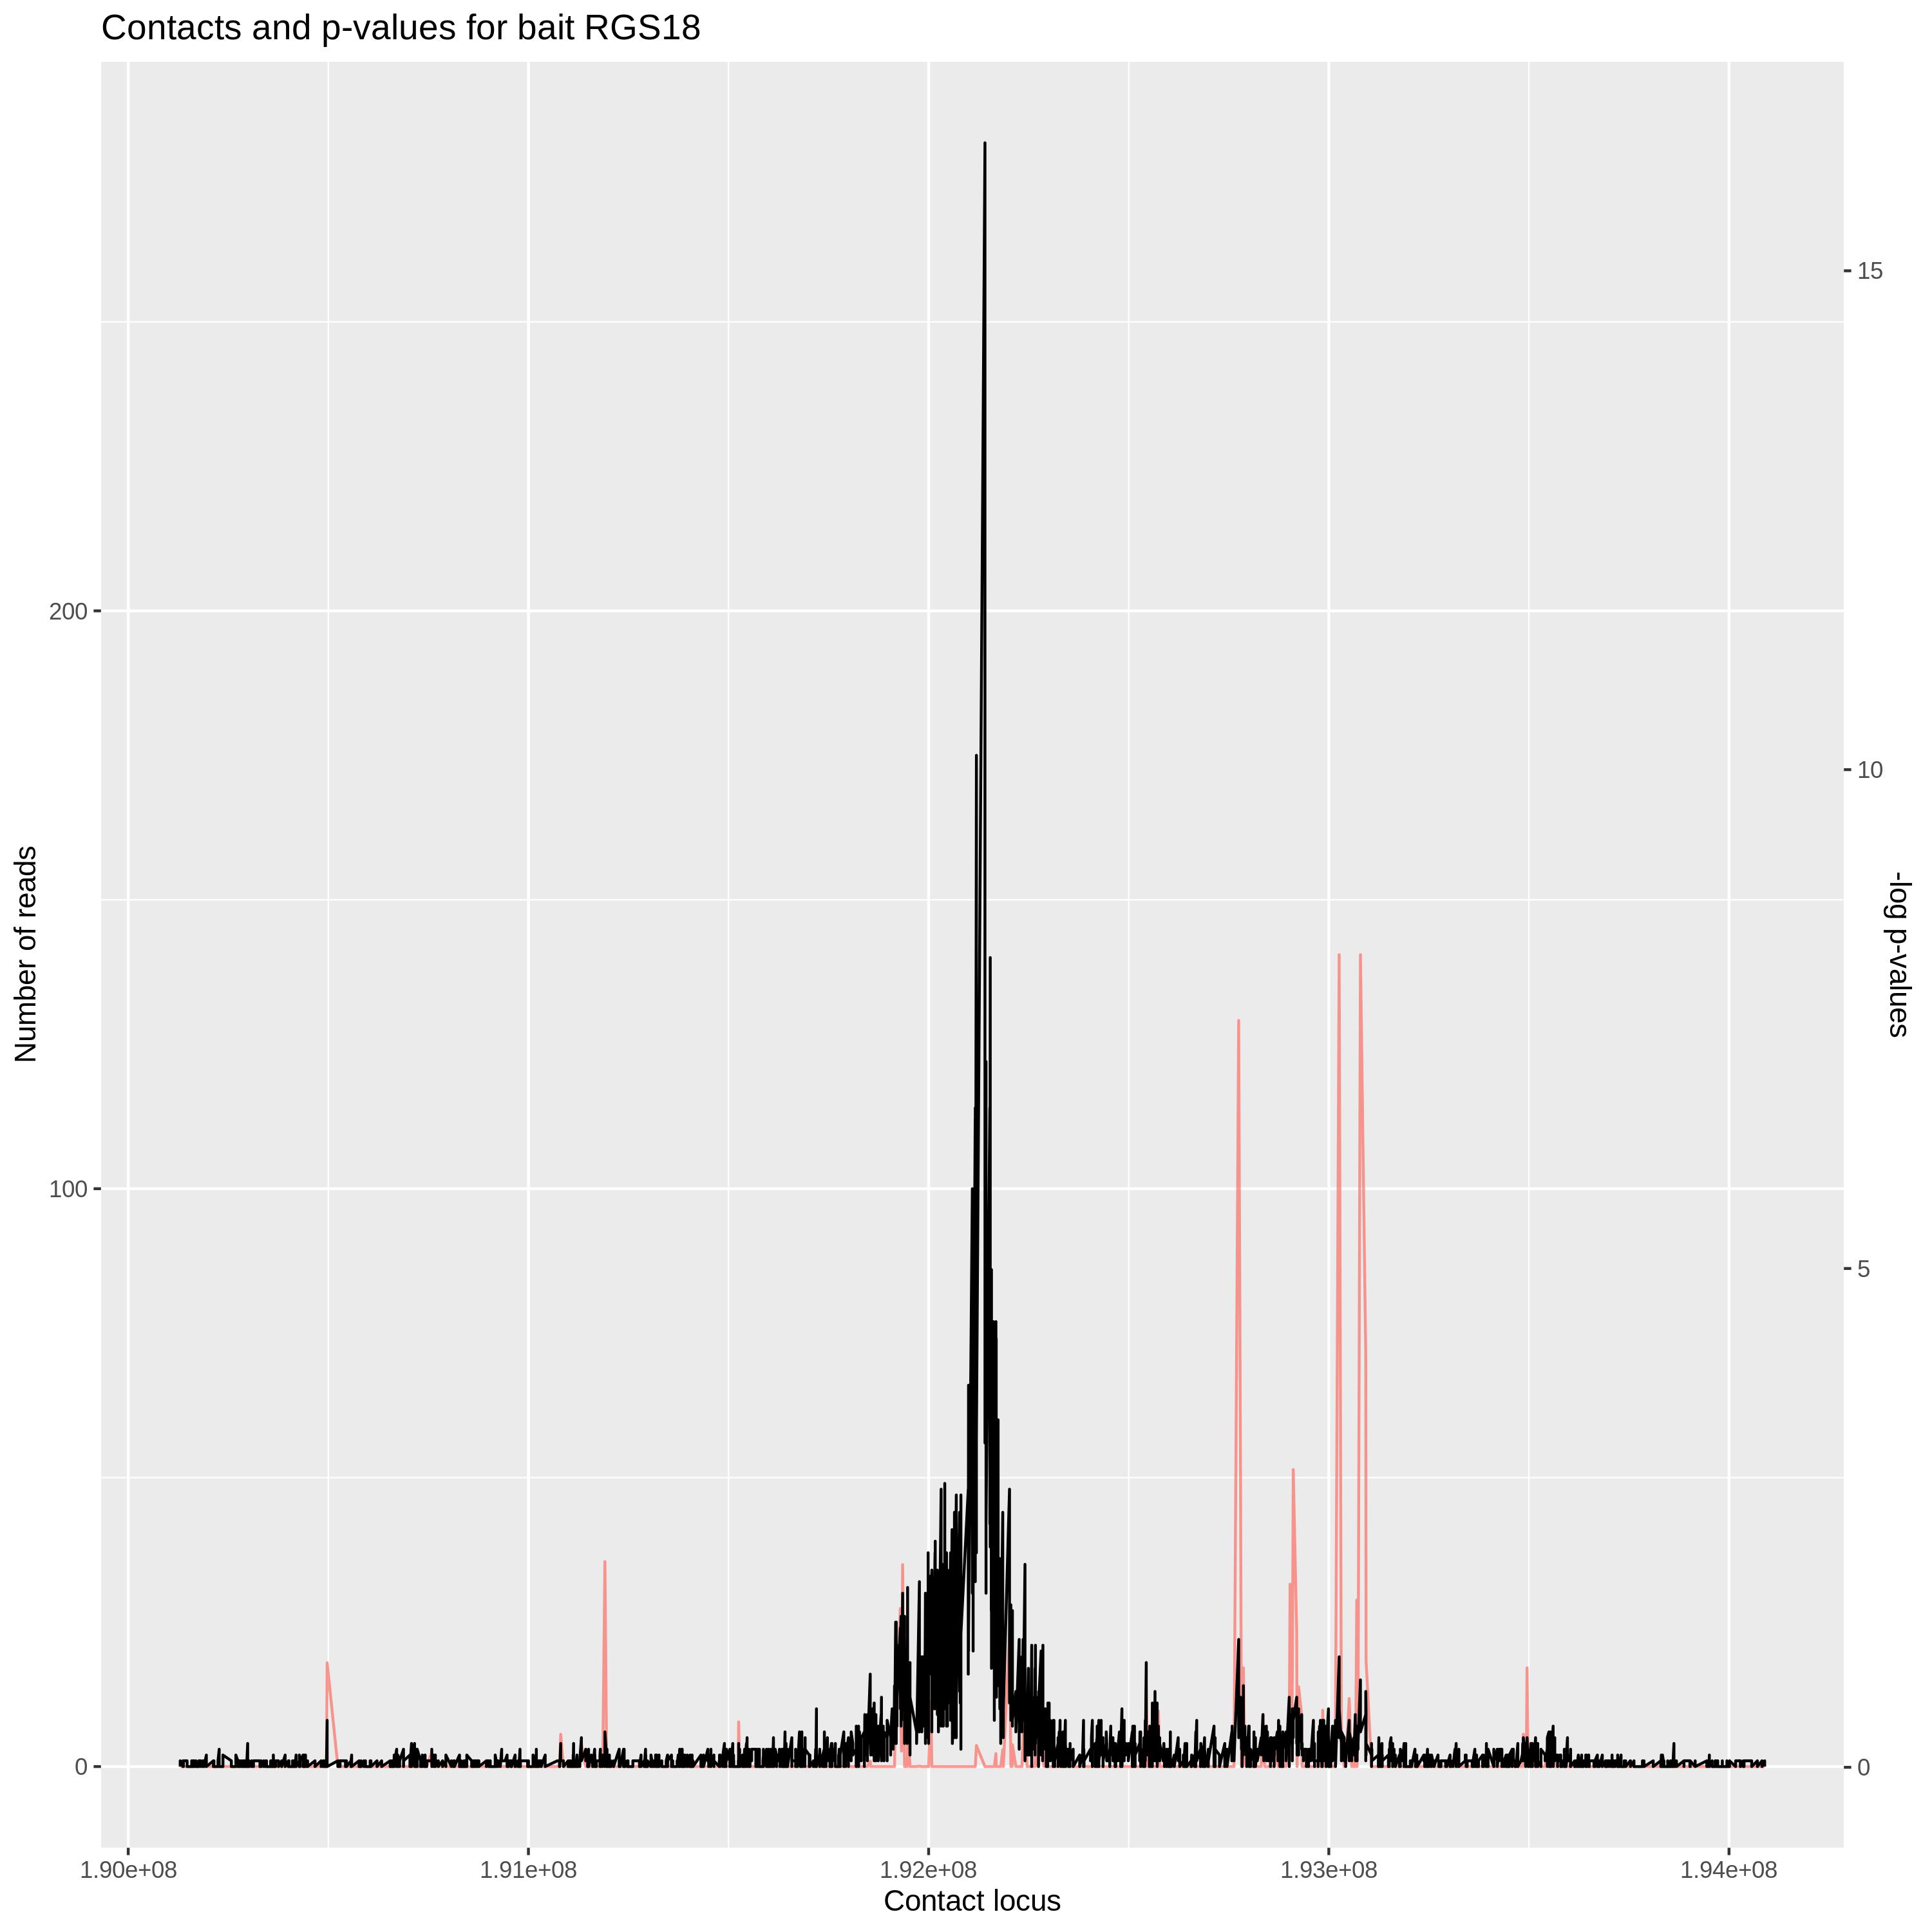 Contacts and p-values for bait RGS18
Number of reads
200
100
0
15
10
5
0
-log p-values
1.90e+08
1.91e+08
1.92e+08
1.93e+08
1.94e+08
Contact locus